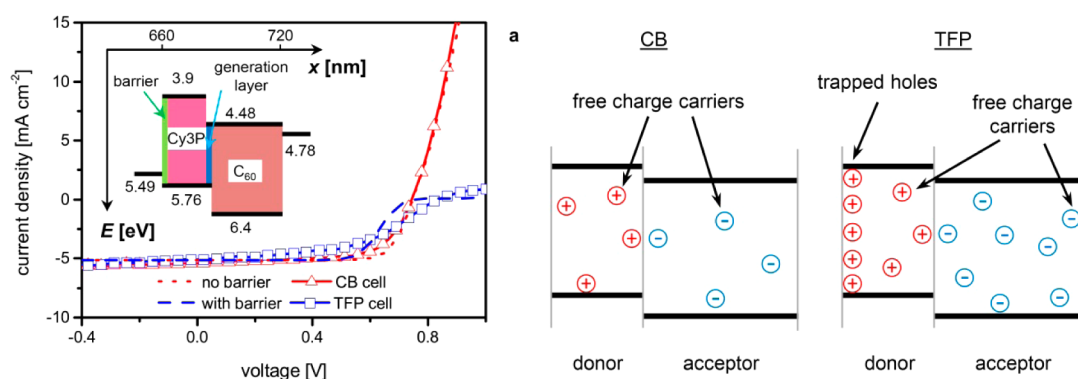 15
10
5
0
-5
-10
current density [mA cm-2]
-0.4
0.0
0.4
0.8
voltage [V]
660
720
x [nm]
barrier
generation
layer
3.9
4.48
Cy3P
C60
4.78
5.49
5.76
6.4
E [eV]
no barrier
CB cell
with barrier
TFP cell
a
CB
TFP
free charge carriers
trapped holes
free charge
carriers
+ + + +
- - - -
+ + + + + + + +
- - - - - - - -
donor
acceptor
donor
acceptor